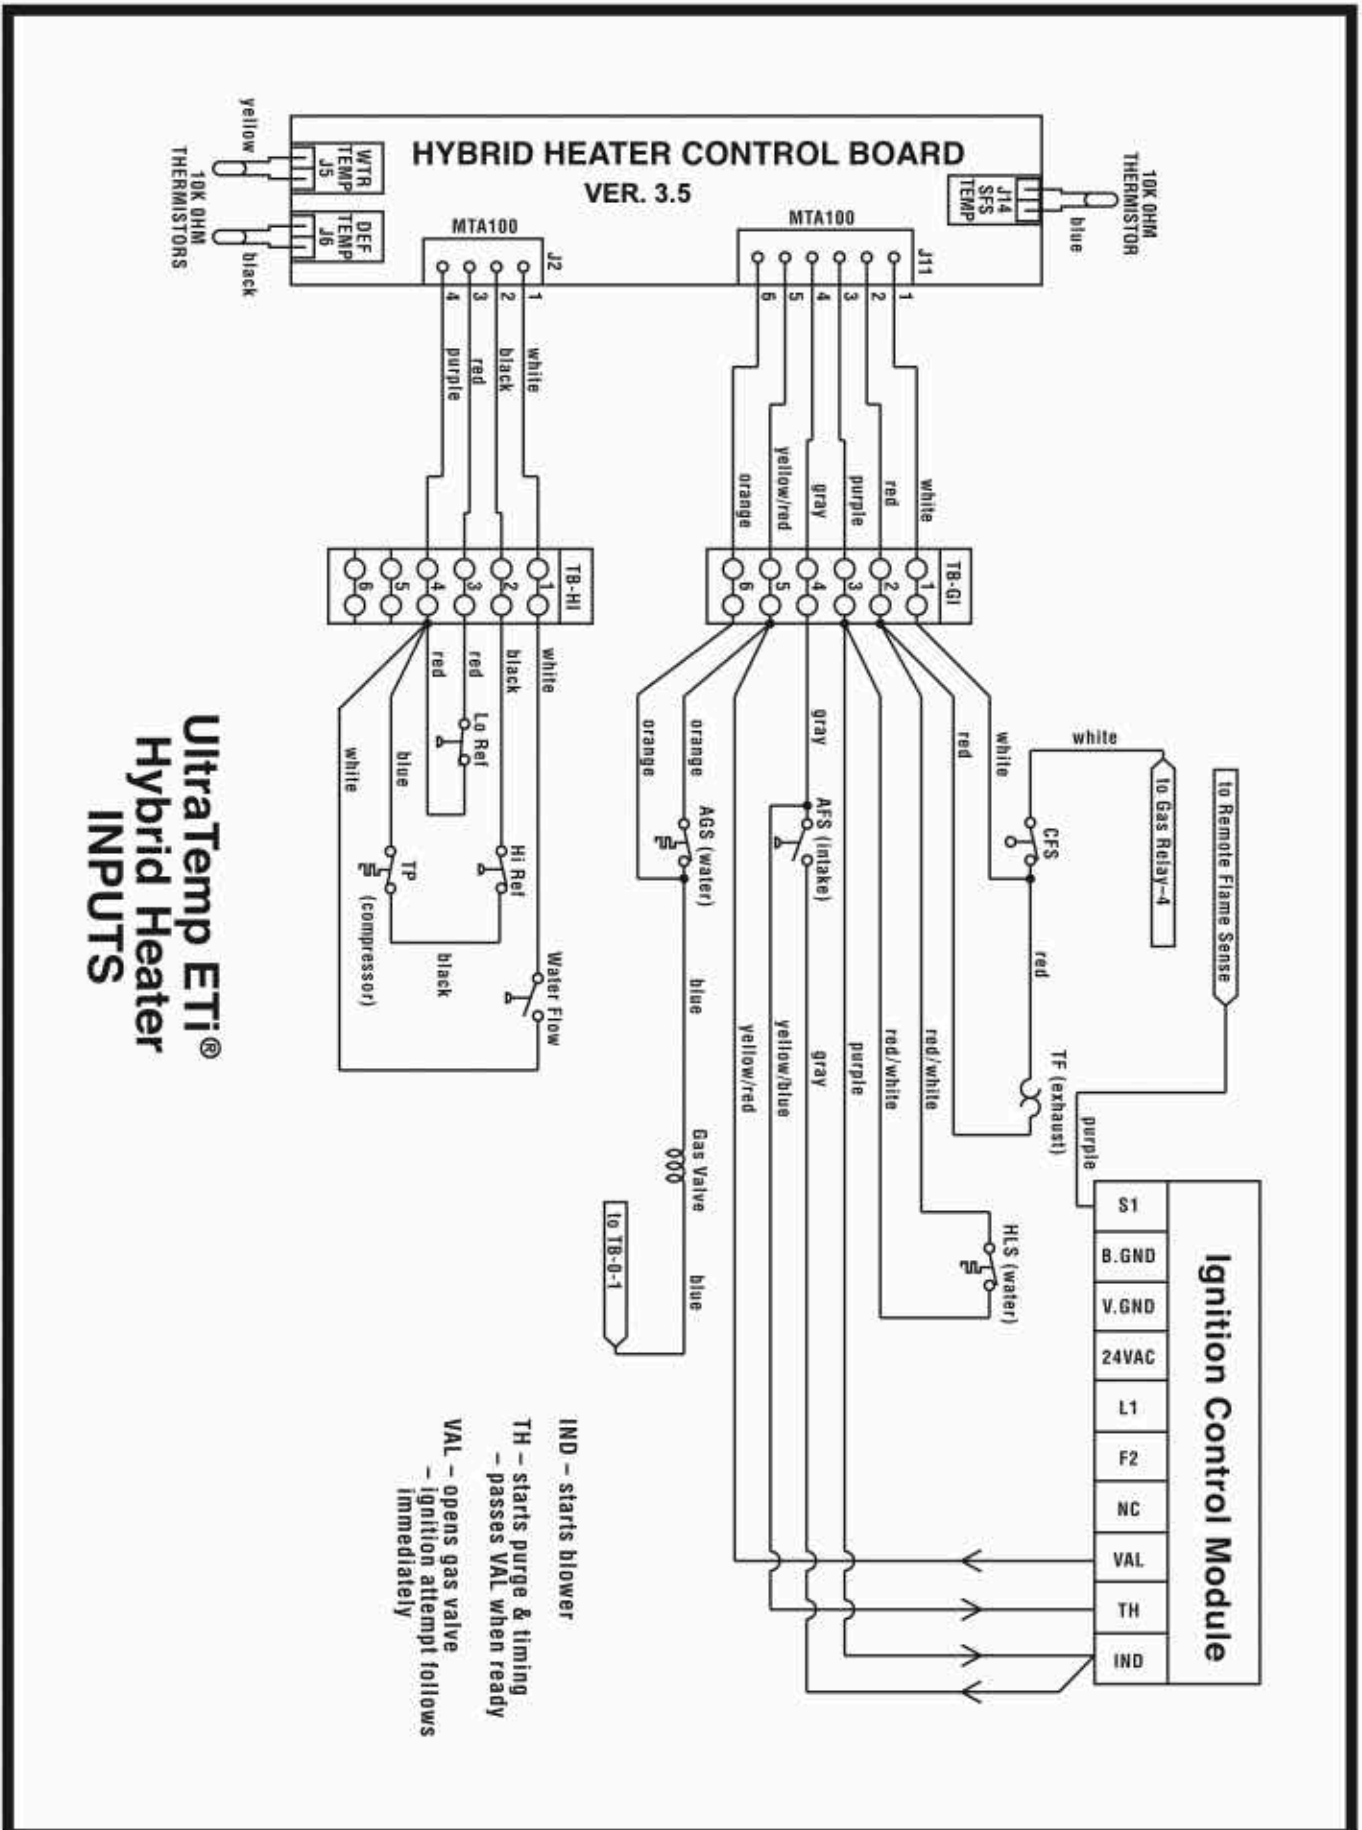 HYBRID HEATER CONTROL BOARD
VER. 3.5
yellow
10K OHM
THERMISTORS
black
WTR
TEMP
J5
DEF
TEMP
J6
MTA100
J2
1
2
3
4
MTA100
J11
1
2
3
4
5
6
J14
SFS
TEMP
10K OHM
THERMISTOR
blue
white
black
red
purple
white
red
purple
gray
yellow/red
orange
TB-HI
1
2
3
4
5
6
TB-GI
1
2
3
4
5
6
white
black
red
red
Lo Ref
blue
white
Hi Ref
TP
(compressor)
black
Water Flow
white
to Gas Relay-4
to Remote Flame Sense
CFS
white
red
red
TF (exhaust)
purple
gray
AFS (intake)
orange
orange
AGS (water)
blue
Gas Valve
blue
to TB-0-1
yellow/red
yellow/blue
gray
purple
red/white
red/white
HLS (water)
Ignition Control Module
S1
B.GND
V.GND
24VAC
L1
F2
NC
VAL
TH
IND
IND – starts blower
TH – starts purge & timing
– passes VAL when ready
VAL – opens gas valve
– ignition attempt follows
immediately
UltraTemp ETi®
Hybrid Heater
INPUTS